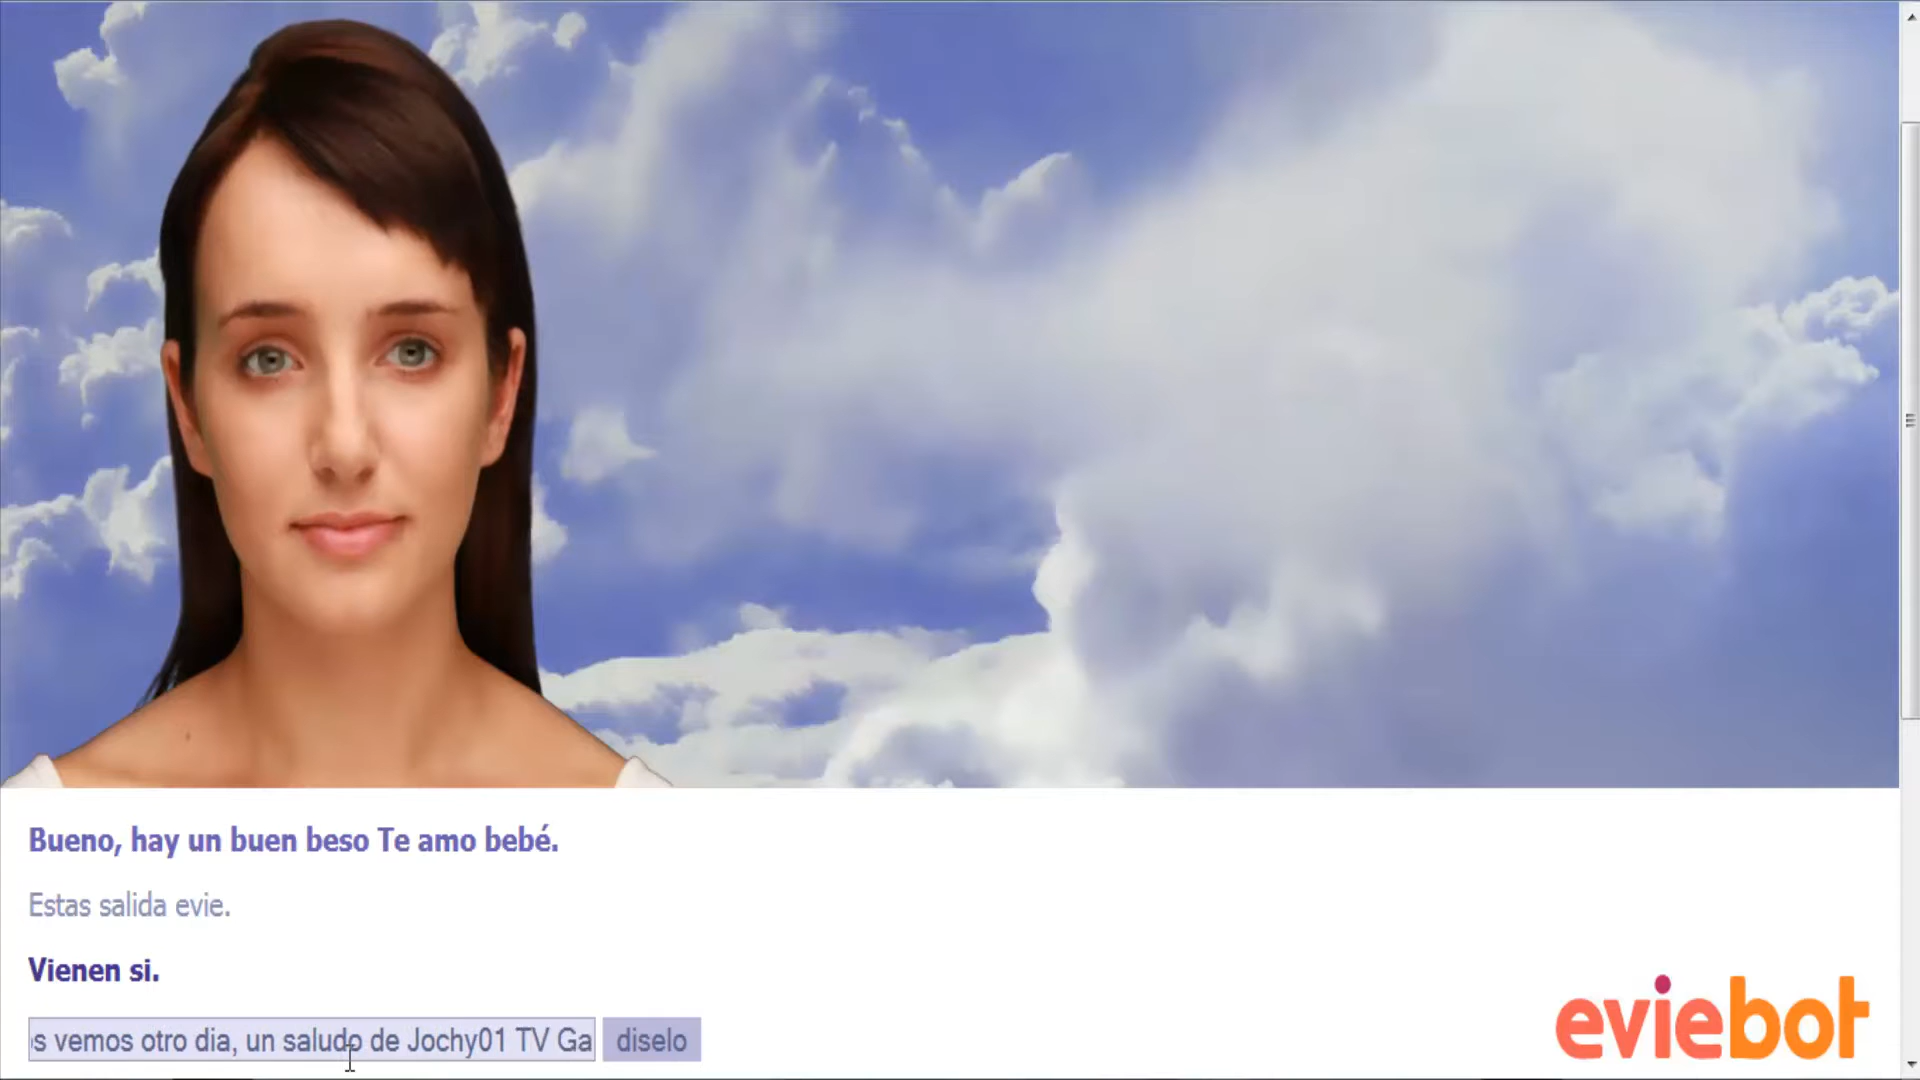 Bueno, hay un buen beso Te amo bebé.
Estas salida evie.
Vienen si.
s vemos otro dia, un saludo de Jochy01 TV Ga
diselo
eviebot